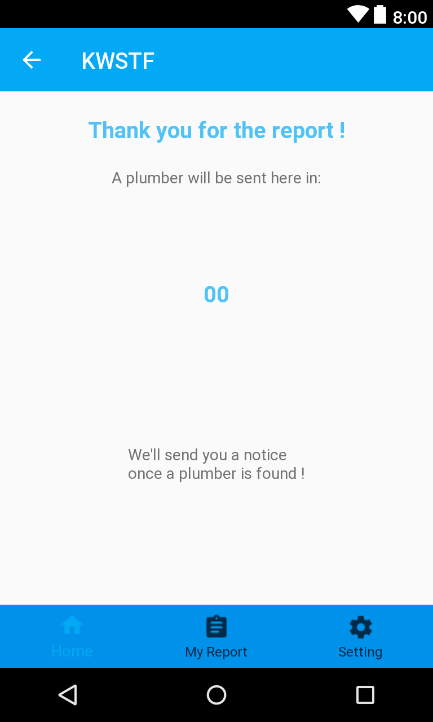 8:00
KWSTF
Thank you for the report !
A plumber will be sent here in:
00
We'll send you a notice
once a plumber is found !
Home
My Report
Setting